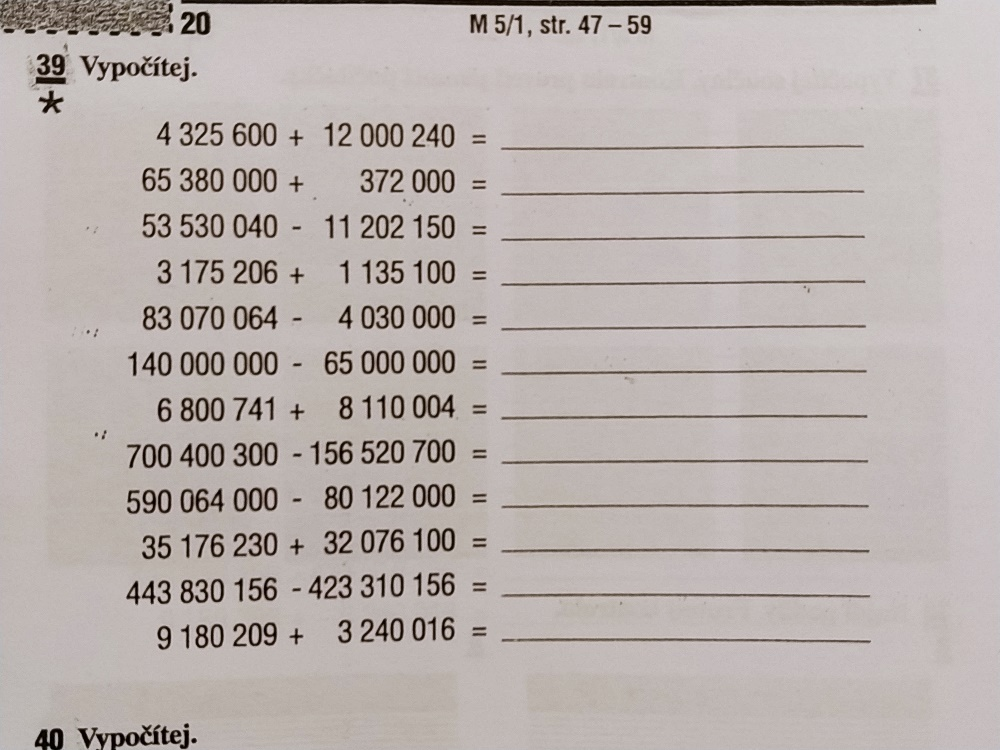 20 M 5/1, str. 47 – 59
39 Vypočítej.
*
4 325 600 + 12 000 240 =
65 380 000 + 372 000 =
53 530 040 - 11 202 150 =
3 175 206 + 1 135 100 =
83 070 064 - 4 030 000 =
140 000 000 - 65 000 000 =
6 800 741 + 8 110 004 =
700 400 300 - 156 520 700 =
590 064 000 - 80 122 000 =
35 176 230 + 32 076 100 =
443 830 156 - 423 310 156 =
9 180 209 + 3 240 016 =
40 Vypočítej.